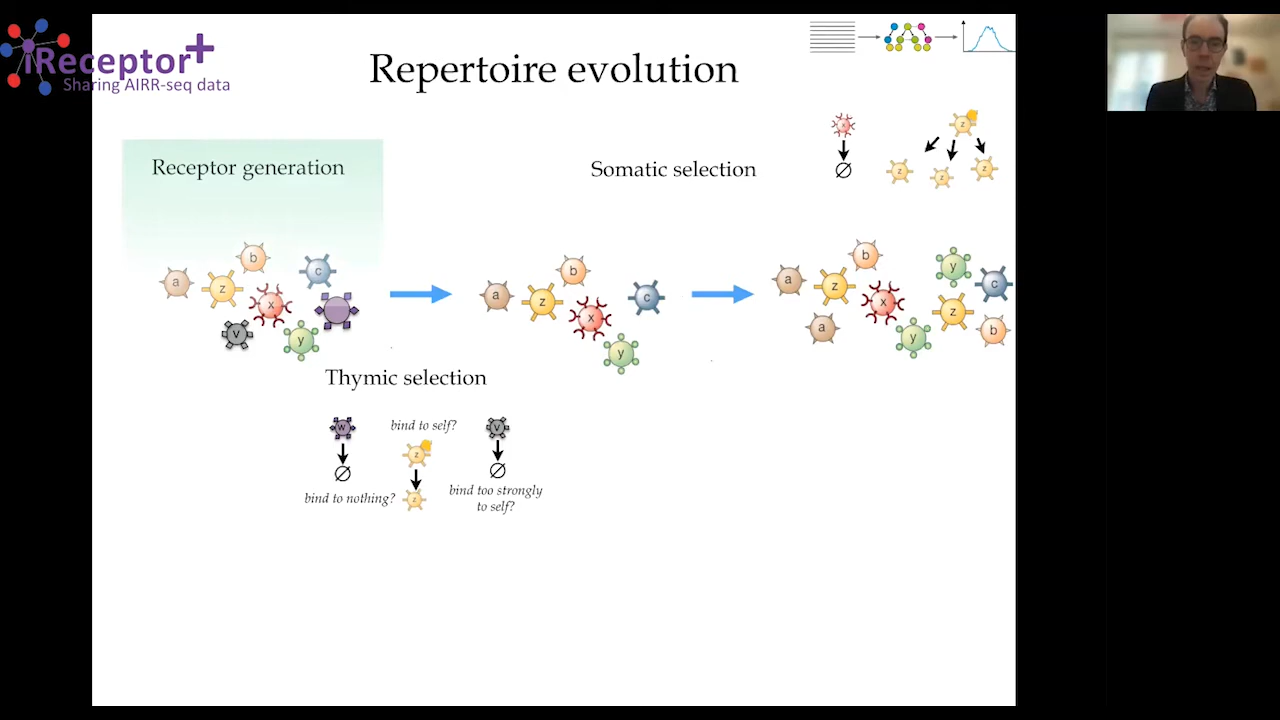 iReceptor+
Sharing AIRR-seq data
Repertoire evolution
Receptor generation
Somatic selection
x
z
∅
z
z
z
a
z
b
x
c
v
y
a
z
b
x
c
y
a
z
b
x
y
c
a
y
z
b
Thymic selection
w
bind to self?
v
z
∅
∅
bind to nothing?
z
bind too strongly
to self?